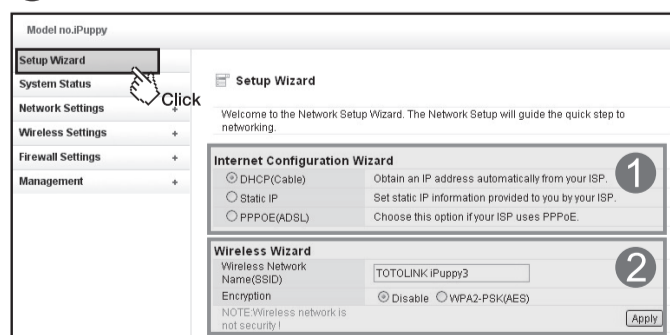 Model no.iPuppy
Setup Wizard
System Status
Network Settings +
Wireless Settings +
Firewall Settings +
Management +
Click
Setup Wizard
Welcome to the Network Setup Wizard. The Network Setup will guide the quick step to
networking.
Internet Configuration Wizard
1
DHCP(Cable) Obtain an IP address automatically from your ISP.
Static IP Set static IP information provided to you by your ISP.
PPPOE(ADSL) Choose this option if your ISP uses PPPoE.
Wireless Wizard
2
Wireless Network
Name(SSID) TOTOLINK iPuppy3
Encryption Disable WPA2-PSK(AES)
NOTE:Wireless network is
not security !
Apply